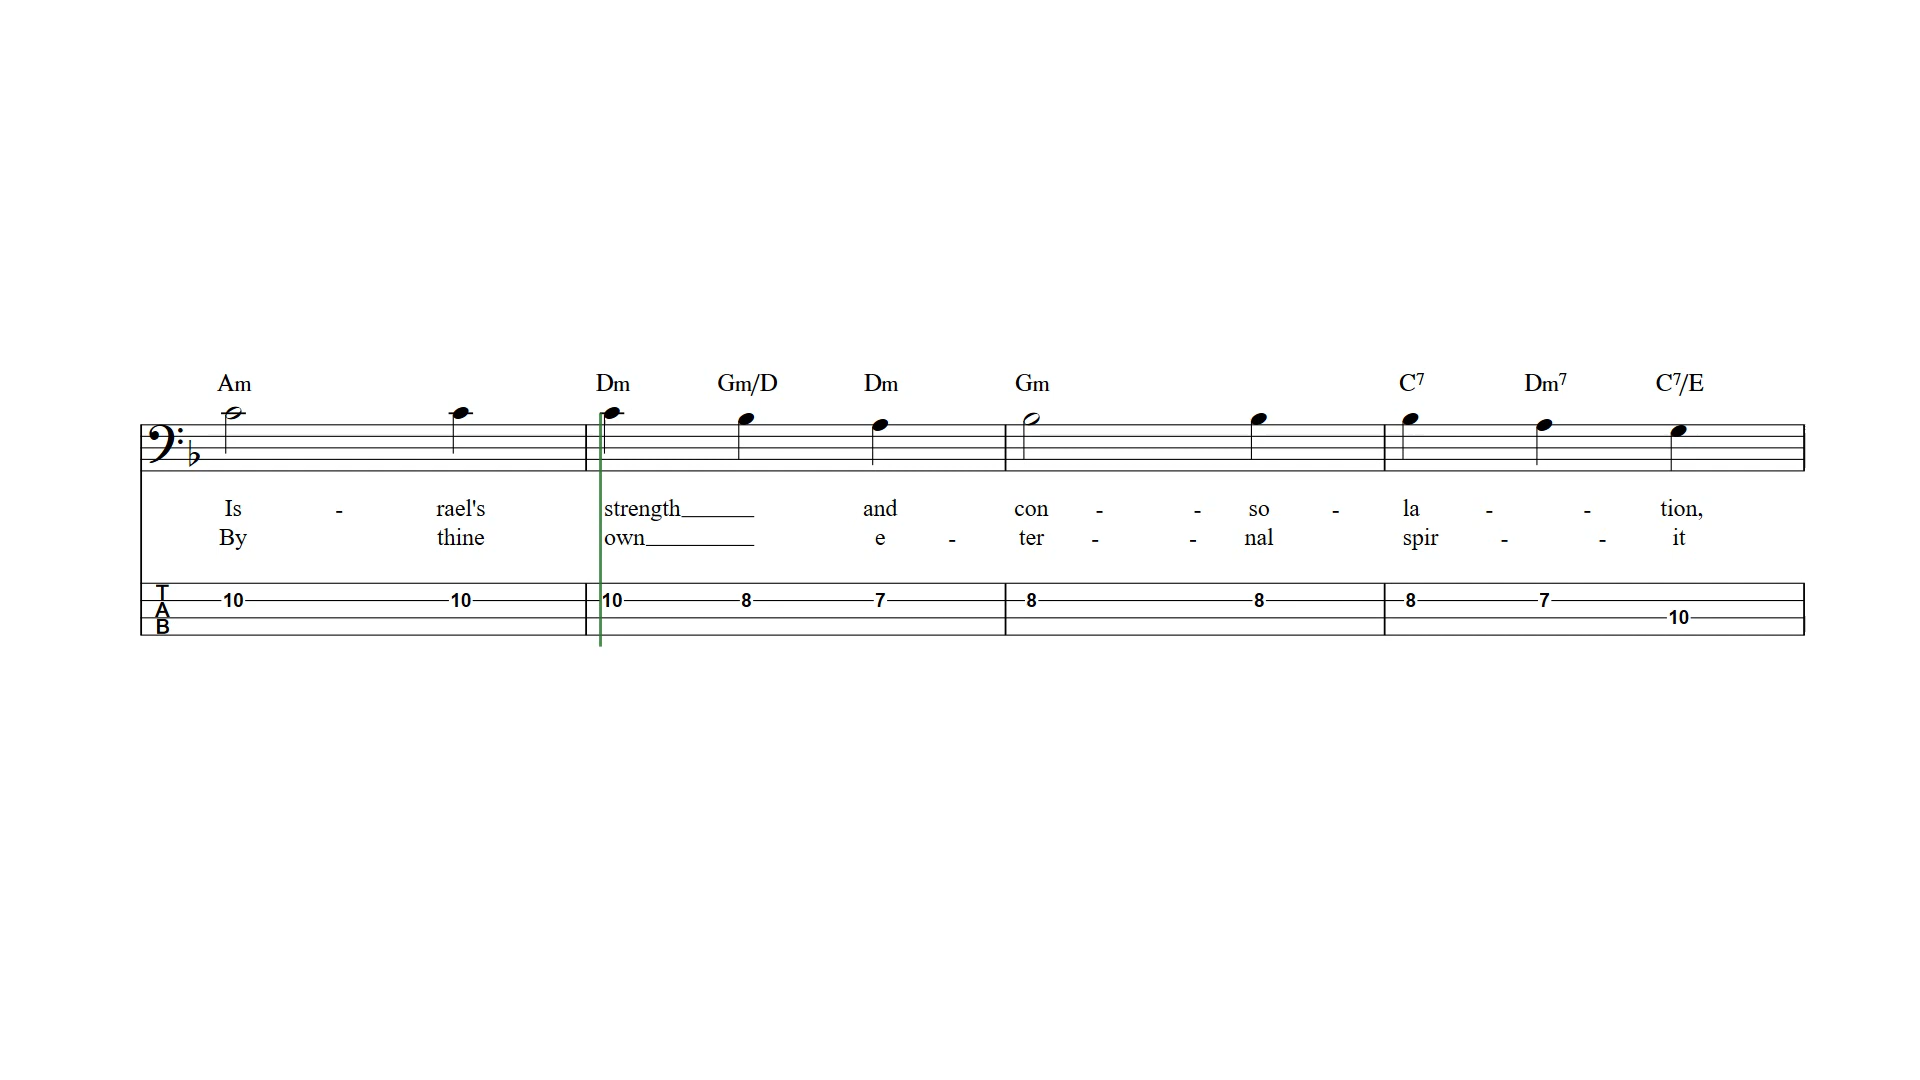 Am Dm Gm/D Dm Gm C7 Dm7 C7/E
Is - rael's strength______ and con - - so - la - - tion,
By thine own_________ e - ter - - nal spir - - it
T
A
B
10 10 10 8 7 8 8 8 7 10